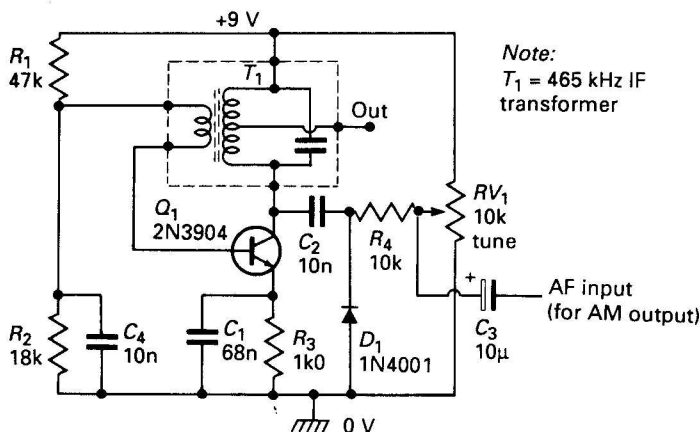 +9 V
R1
47k
T1
Note:
T1 = 465 kHz IF
transformer
Out
Q1
2N3904
C2
10n
R4
10k
RV1
10k
tune
AF input
(for AM output)
+
C3
10µ
R2
18k
C4
10n
C1
68n
R3
1k0
D1
1N4001
0 V